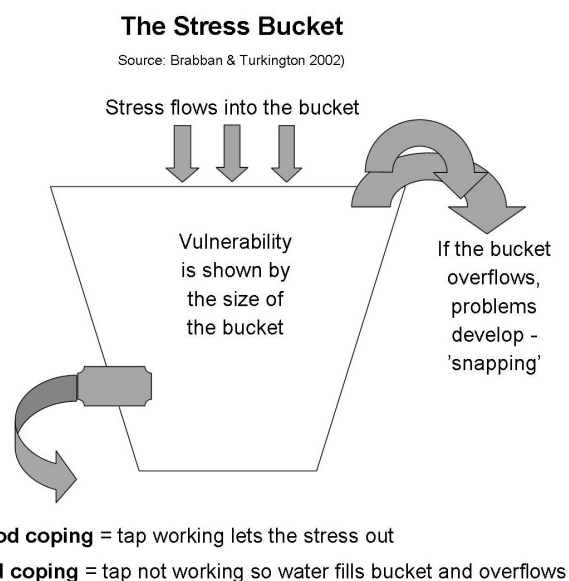 The Stress Bucket
Source: Brabban & Turkington 2002)
Stress flows into the bucket
Vulnerability
is shown by
the size of
the bucket
If the bucket
overflows,
problems
develop -
'snapping'
od coping = tap working lets the stress out
d coping = tap not working so water fills bucket and overflows